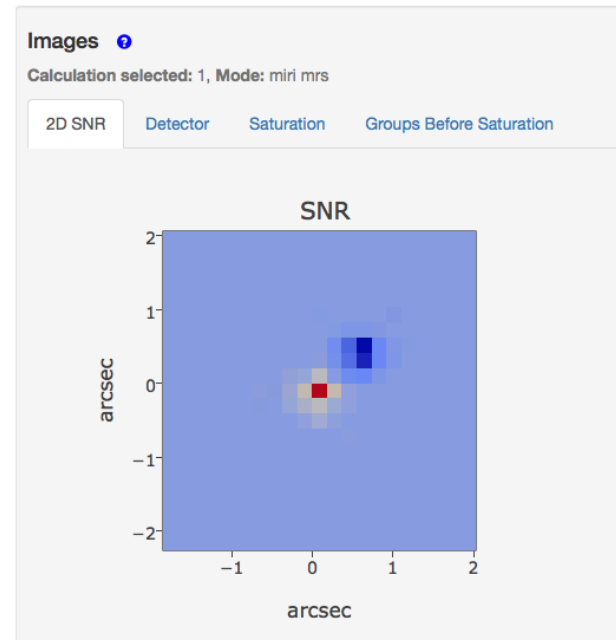 Images ?
Calculation selected: 1, Mode: miri mrs
2D SNR Detector Saturation Groups Before Saturation
SNR
2
1
0
−1
−2
arcsec
−1 0 1 2
arcsec